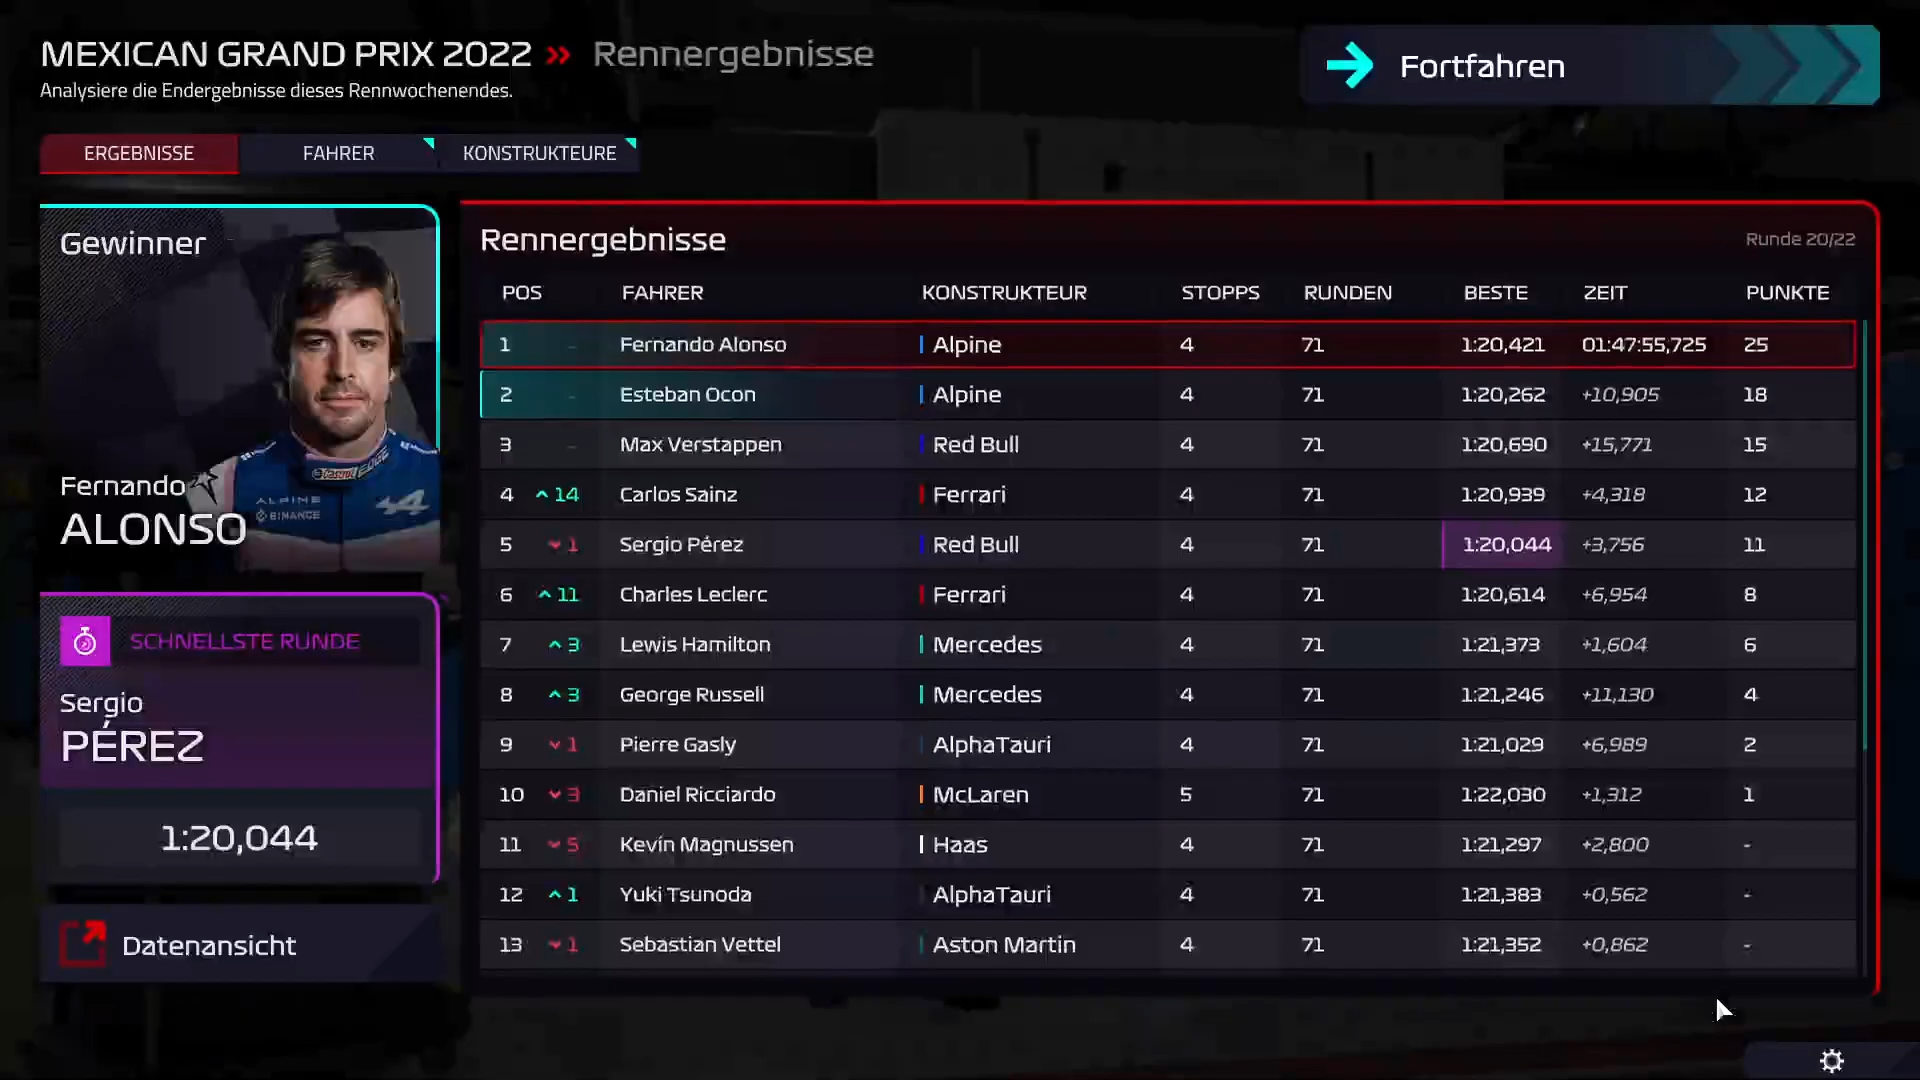 MEXICAN GRAND PRIX 2022 » Rennergebnisse
Analysiere die Endergebnisse dieses Rennwochenendes.
Fortfahren
ERGEBNISSE FAHRER KONSTRUKTEURE
Gewinner
Fernando
ALONSO
ALPINE
BINANCE
SCHNELLSTE RUNDE
Sergio
PÉREZ
1:20,044
Datenansicht
Rennergebnisse Runde 20/22
POS FAHRER KONSTRUKTEUR STOPPS RUNDEN BESTE ZEIT PUNKTE
1 - Fernando Alonso Alpine 4 71 1:20,421 01:47:55,725 25
2 - Esteban Ocon Alpine 4 71 1:20,262 +10,905 18
3 - Max Verstappen Red Bull 4 71 1:20,690 +15,771 15
4 14 Carlos Sainz Ferrari 4 71 1:20,939 +4,318 12
5 1 Sergio Pérez Red Bull 4 71 1:20,044 +3,756 11
6 11 Charles Leclerc Ferrari 4 71 1:20,614 +6,954 8
7 3 Lewis Hamilton Mercedes 4 71 1:21,373 +1,604 6
8 3 George Russell Mercedes 4 71 1:21,246 +11,130 4
9 1 Pierre Gasly AlphaTauri 4 71 1:21,029 +6,989 2
10 3 Daniel Ricciardo McLaren 5 71 1:22,030 +1,312 1
11 5 Kevin Magnussen Haas 4 71 1:21,297 +2,800 -
12 1 Yuki Tsunoda AlphaTauri 4 71 1:21,383 +0,562 -
13 1 Sebastian Vettel Aston Martin 4 71 1:21,352 +0,862 -